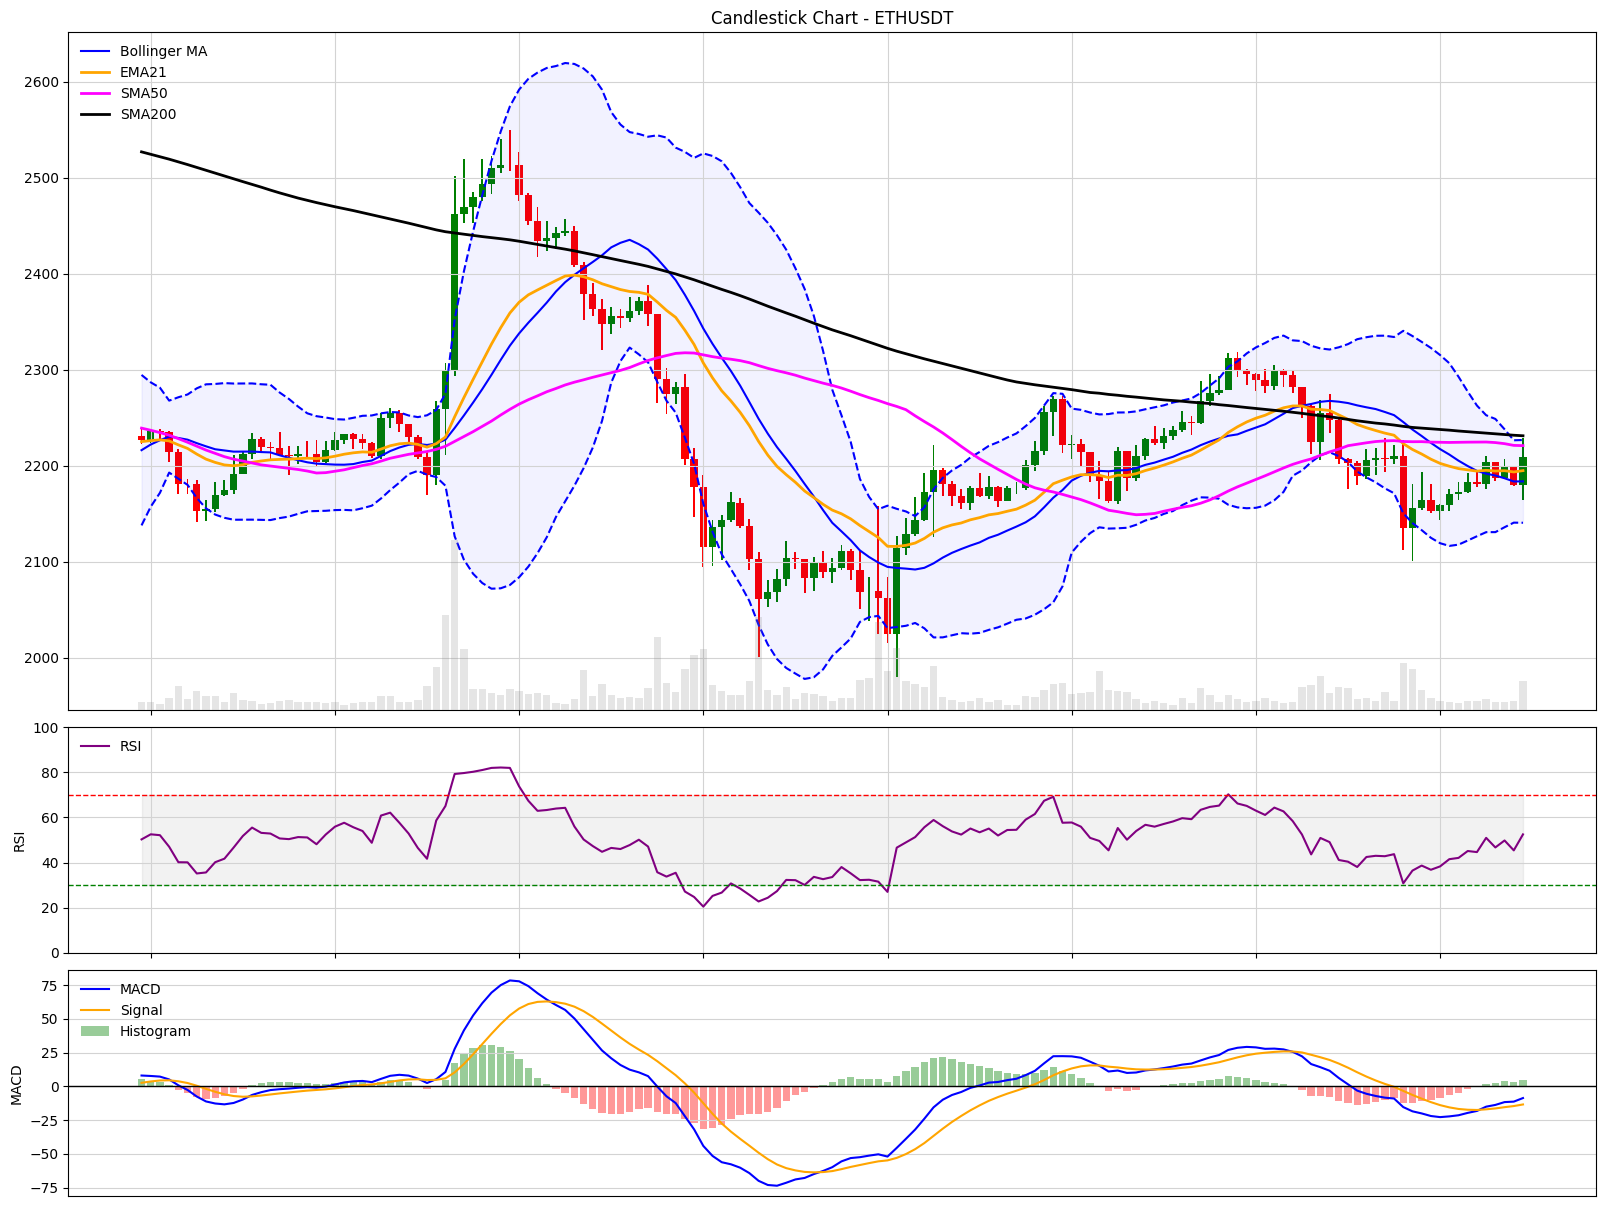 Candlestick Chart - ETHUSDT
Bollinger MA
EMA21
SMA50
SMA200
2600
2500
2400
2300
2200
2100
2000
RSI
100
80
60
40
20
0
RSI
MACD
Signal
Histogram
75
50
25
0
−25
−50
−75
MACD